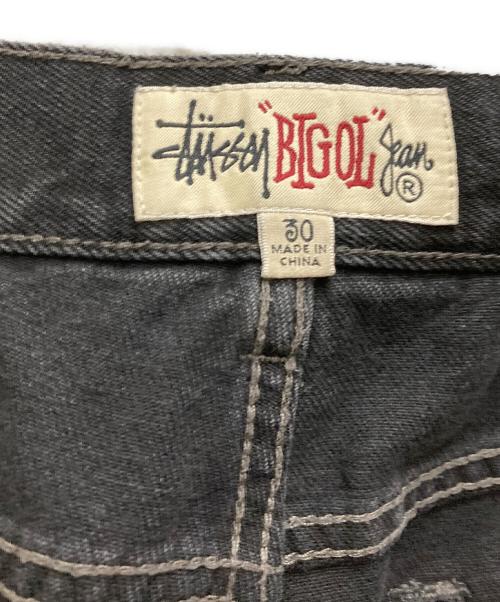 Stüssy "BIG OL" Jean ®
30
MADE IN
CHINA